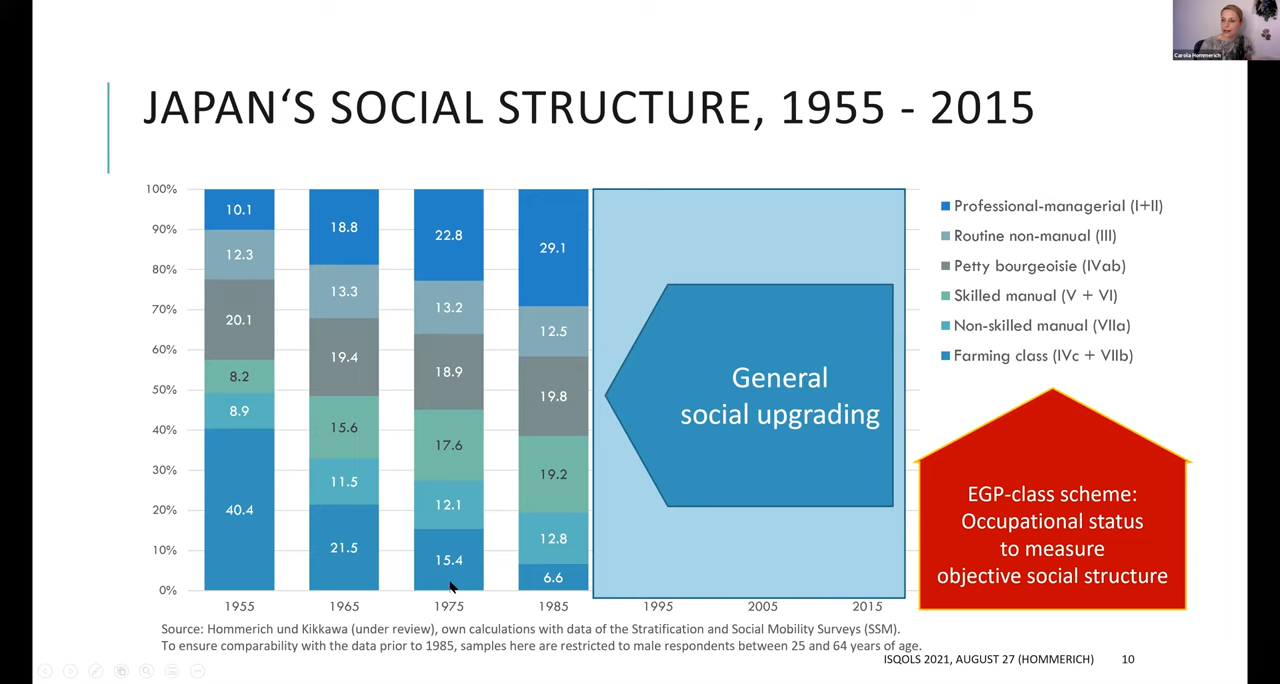 Carola Hommerich
JAPAN‘S SOCIAL STRUCTURE, 1955 - 2015
100%
90%
80%
70%
60%
50%
40%
30%
20%
10%
0%
10.1
12.3
20.1
8.2
8.9
40.4
18.8
13.3
19.4
15.6
11.5
21.5
22.8
13.2
18.9
17.6
12.1
15.4
29.1
12.5
19.8
19.2
12.8
6.6
1955 1965 1975 1985 1995 2005 2015
General
social upgrading
Professional-managerial (I+II)
Routine non-manual (III)
Petty bourgeoisie (IVab)
Skilled manual (V + VI)
Non-skilled manual (VIIa)
Farming class (IVc + VIIb)
EGP-class scheme:
Occupational status
to measure
objective social structure
Source: Hommerich und Kikkawa (under review), own calculations with data of the Stratification and Social Mobility Surveys (SSM).
To ensure comparability with the data prior to 1985, samples here are restricted to male respondents between 25 and 64 years of age.
ISQOLS 2021, AUGUST 27 (HOMMERICH) 10